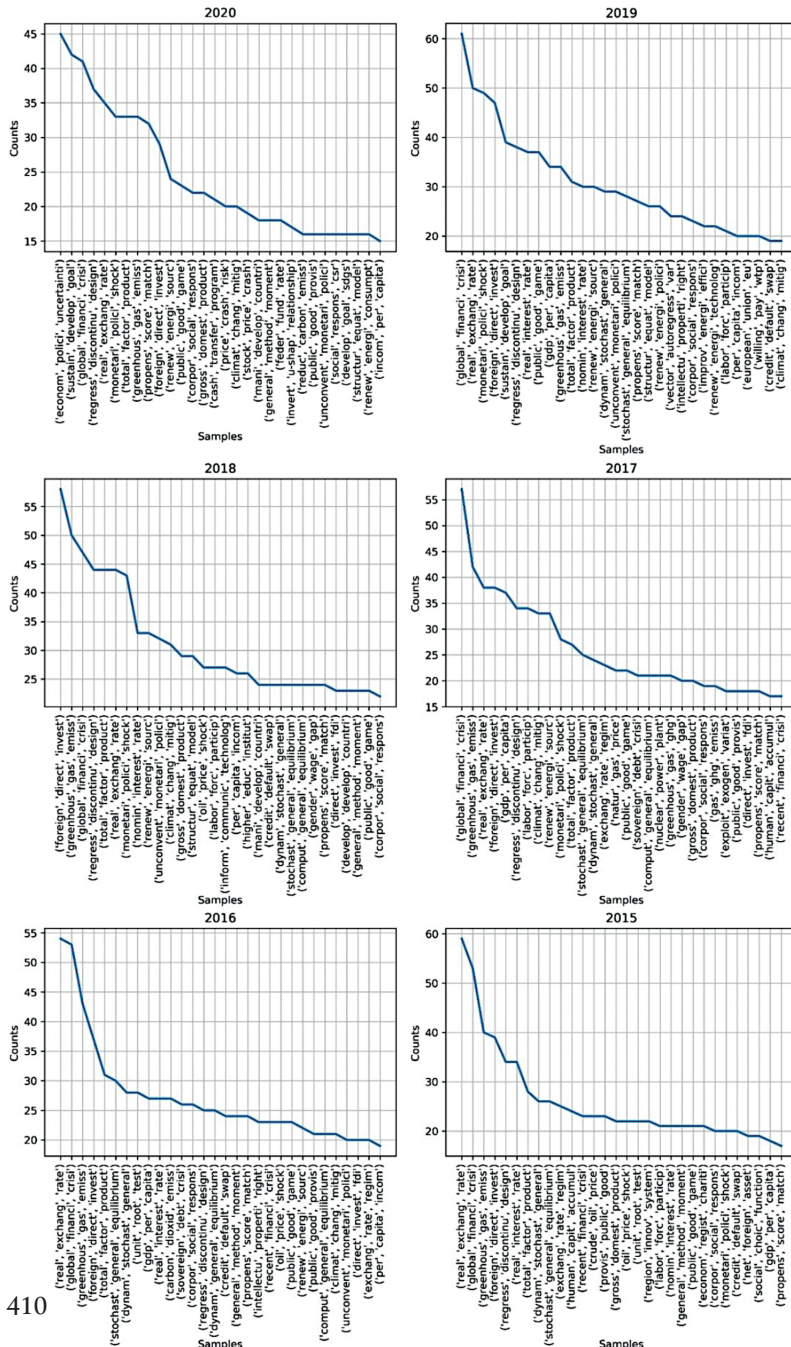 2020
Counts
45
40
35
30
25
20
15
('econom', 'polici', 'uncertainti')
('sustain', 'develop', 'goal')
('global', 'financi', 'crisi')
('regress', 'discontinu', 'design')
('real', 'exchang', 'rate')
('monetari', 'polici', 'shock')
('total', 'factor', 'product')
('greenhous', 'gas', 'emiss')
('propens', 'score', 'match')
('foreign', 'direct', 'invest')
('renew', 'energi', 'sourc')
('public', 'good', 'game')
('corpor', 'social', 'respons')
('gross', 'domest', 'product')
('cash', 'transfer', 'program')
('price', 'crash', 'risk')
('climat', 'chang', 'mitig')
('stock', 'price', 'crash')
('mani', 'develop', 'countri')
('general', 'method', 'moment')
('feder', 'fund', 'rate')
('invert', 'u-shap', 'relationship')
('reduc', 'carbon', 'emiss')
('public', 'good', 'provis')
('unconvent', 'monetari', 'polici')
('social', 'respons', 'csr')
('develop', 'goal', 'sdgs')
('structur', 'equat', 'model')
('renew', 'energi', 'consumpt')
('incom', 'per', 'capita')
Samples
2019
Counts
60
50
40
30
20
('global', 'financi', 'crisi')
('real', 'exchang', 'rate')
('monetari', 'polici', 'shock')
('foreign', 'direct', 'invest')
('sustain', 'develop', 'goal')
('regress', 'discontinu', 'design')
('real', 'interest', 'rate')
('public', 'good', 'game')
('gdp', 'per', 'capita')
('greenhous', 'gas', 'emiss')
('total', 'factor', 'product')
('nomin', 'interest', 'rate')
('renew', 'energi', 'sourc')
('dynam', 'stochast', 'general')
('unconvent', 'monetari', 'polici')
('stochast', 'general', 'equilibrium')
('propens', 'score', 'match')
('structur', 'equat', 'model')
('renew', 'energi', 'polici')
('vector', 'autoregress', 'var')
('intellectu', 'properti', 'right')
('corpor', 'social', 'respons')
('improv', 'energi', 'effici')
('renew', 'energi', 'technolog')
('labor', 'forc', 'particip')
('per', 'capita', 'incom')
('european', 'union', 'eu')
('willing', 'pay', 'wtp')
('credit', 'default', 'swap')
('climat', 'chang', 'mitig')
Samples
2018
Counts
55
50
45
40
35
30
25
('foreign', 'direct', 'invest')
('greenhous', 'gas', 'emiss')
('global', 'financi', 'crisi')
('regress', 'discontinu', 'design')
('total', 'factor', 'product')
('real', 'exchang', 'rate')
('monetari', 'polici', 'shock')
('nomin', 'interest', 'rate')
('renew', 'energi', 'sourc')
('unconvent', 'monetari', 'polici')
('climat', 'chang', 'mitig')
('gross', 'domest', 'product')
('structur', 'equat', 'model')
('oil', 'price', 'shock')
('labor', 'forc', 'particip')
('inform', 'communic', 'technolog')
('per', 'capita', 'incom')
('higher', 'educ', 'institut')
('mani', 'develop', 'countri')
('credit', 'default', 'swap')
('gender', 'wage', 'gap')
('dynam', 'stochast', 'general')
('stochast', 'general', 'equilibrium')
('comput', 'general', 'equilibrium')
('propens', 'score', 'match')
('direct', 'invest', 'fdi')
('develop', 'develop', 'countri')
('general', 'method', 'moment')
('public', 'good', 'game')
('corpor', 'social', 'respons')
Samples
2017
Counts
55
50
45
40
35
30
25
20
15
('global', 'financi', 'crisi')
('greenhous', 'gas', 'emiss')
('real', 'exchang', 'rate')
('foreign', 'direct', 'invest')
('gdp', 'per', 'capita')
('regress', 'discontinu', 'design')
('labor', 'forc', 'particip')
('climat', 'chang', 'mitig')
('renew', 'energi', 'sourc')
('monetari', 'polici', 'shock')
('total', 'factor', 'product')
('stochast', 'general', 'equilibrium')
('dynam', 'stochast', 'general')
('exchang', 'rate', 'regim')
('natur', 'gas', 'price')
('public', 'good', 'game')
('sovereign', 'debt', 'crisi')
('comput', 'general', 'equilibrium')
('nuclear', 'power', 'plant')
('greenhous', 'gas', 'ghg')
('gender', 'wage', 'gap')
('gross', 'domest', 'product')
('corpor', 'social', 'respons')
('gas', 'ghg', 'emiss')
('exploit', 'exogen', 'variat')
('public', 'good', 'provis')
('direct', 'invest', 'fdi')
('propens', 'score', 'match')
('human', 'capit', 'accumul')
('recent', 'financi', 'crisi')
Samples
2016
Counts
55
50
45
40
35
30
25
20
('real', 'exchang', 'rate')
('global', 'financi', 'crisi')
('greenhous', 'gas', 'emiss')
('foreign', 'direct', 'invest')
('total', 'factor', 'product')
('stochast', 'general', 'equilibrium')
('dynam', 'stochast', 'general')
('unit', 'root', 'test')
('gdp', 'per', 'capita')
('real', 'interest', 'rate')
('carbon', 'dioxid', 'emiss')
('sovereign', 'debt', 'crisi')
('corpor', 'social', 'respons')
('regress', 'discontinu', 'design')
('dynam', 'general', 'equilibrium')
('credit', 'default', 'swap')
('general', 'method', 'moment')
('propens', 'score', 'match')
('intellectu', 'properti', 'right')
('recent', 'financi', 'crisi')
('oil', 'price', 'shock')
('public', 'good', 'game')
('renew', 'energi', 'sourc')
('public', 'good', 'provis')
('comput', 'general', 'equilibrium')
('climat', 'chang', 'mitig')
('unconvent', 'monetari', 'polici')
('direct', 'invest', 'fdi')
('exchang', 'rate', 'regim')
('per', 'capita', 'incom')
Samples
2015
Counts
60
50
40
30
20
('real', 'exchang', 'rate')
('global', 'financi', 'crisi')
('greenhous', 'gas', 'emiss')
('foreign', 'direct', 'invest')
('regress', 'discontinu', 'design')
('real', 'interest', 'rate')
('total', 'factor', 'product')
('dynam', 'stochast', 'general')
('stochast', 'general', 'equilibrium')
('exchang', 'rate', 'regim')
('human', 'capit', 'accumul')
('recent', 'financi', 'crisi')
('crude', 'oil', 'price')
('provis', 'public', 'good')
('gross', 'domest', 'product')
('oil', 'price', 'shock')
('unit', 'root', 'test')
('region', 'innov', 'system')
('labor', 'forc', 'particip')
('nomin', 'interest', 'rate')
('general', 'method', 'moment')
('public', 'good', 'game')
('econom', 'regist', 'chariti')
('corpor', 'social', 'respons')
('monetari', 'polici', 'shock')
('credit', 'default', 'swap')
('net', 'foreign', 'asset')
('social', 'choic', 'function')
('gdp', 'per', 'capita')
('propens', 'score', 'match')
Samples
410